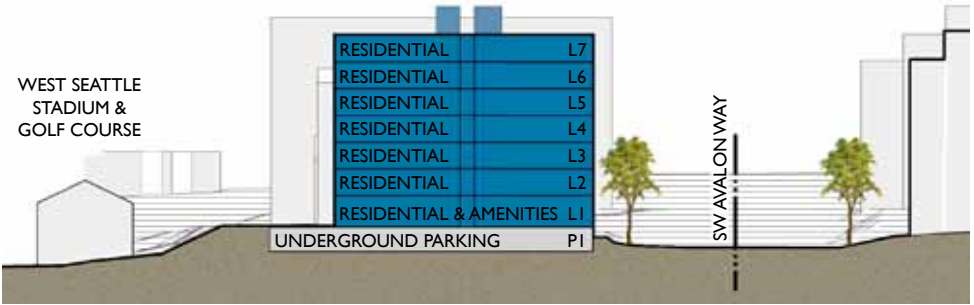 WEST SEATTLE
STADIUM &
GOLF COURSE
RESIDENTIAL L7
RESIDENTIAL L6
RESIDENTIAL L5
RESIDENTIAL L4
RESIDENTIAL L3
RESIDENTIAL L2
RESIDENTIAL & AMENITIES L1
UNDERGROUND PARKING P1
SW AVALON WAY